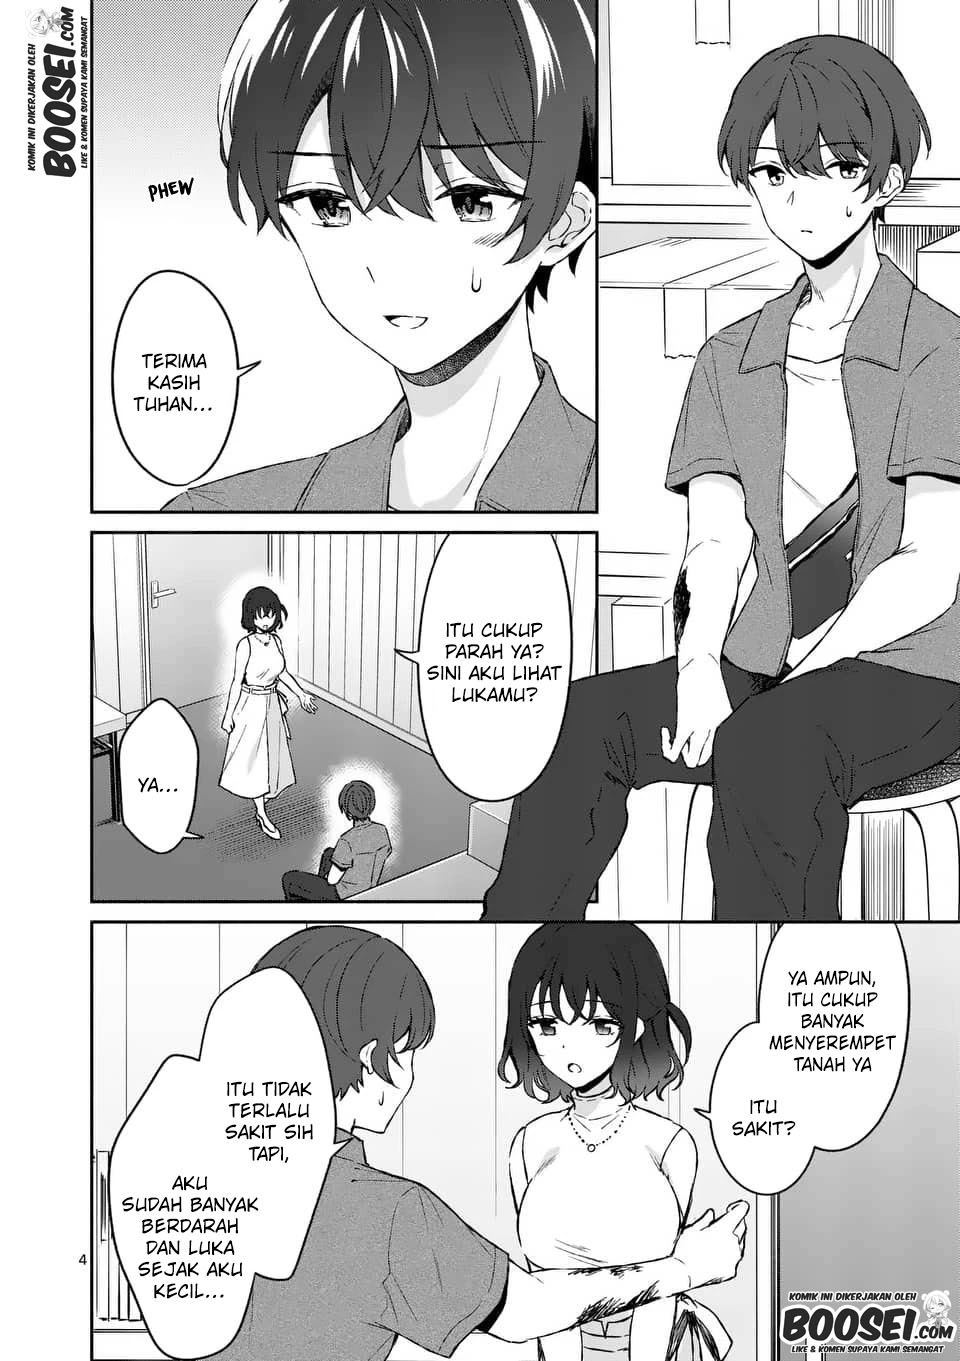 KOMIK INI DIKERJAKAN OLEH
BOOSEI.COM
LIKE & KOMEN SUPAYA KAMI SEMANGAT
PHEW
TERIMA
KASIH
TUHAN...
ITU CUKUP
PARAH YA?
SINI AKU LIHAT
LUKAMU?
YA...
YA AMPUN,
ITU CUKUP
BANYAK
MENYEREMPET
TANAH YA
ITU
SAKIT?
ITU TIDAK
TERLALU
SAKIT SIH
TAPI,
AKU
SUDAH BANYAK
BERDARAH
DAN LUKA
SEJAK AKU
KECIL...
4
KOMIK INI DIKERJAKAN OLEH
BOOSEI.COM
LIKE & KOMEN SUPAYA KAMI SEMANGAT